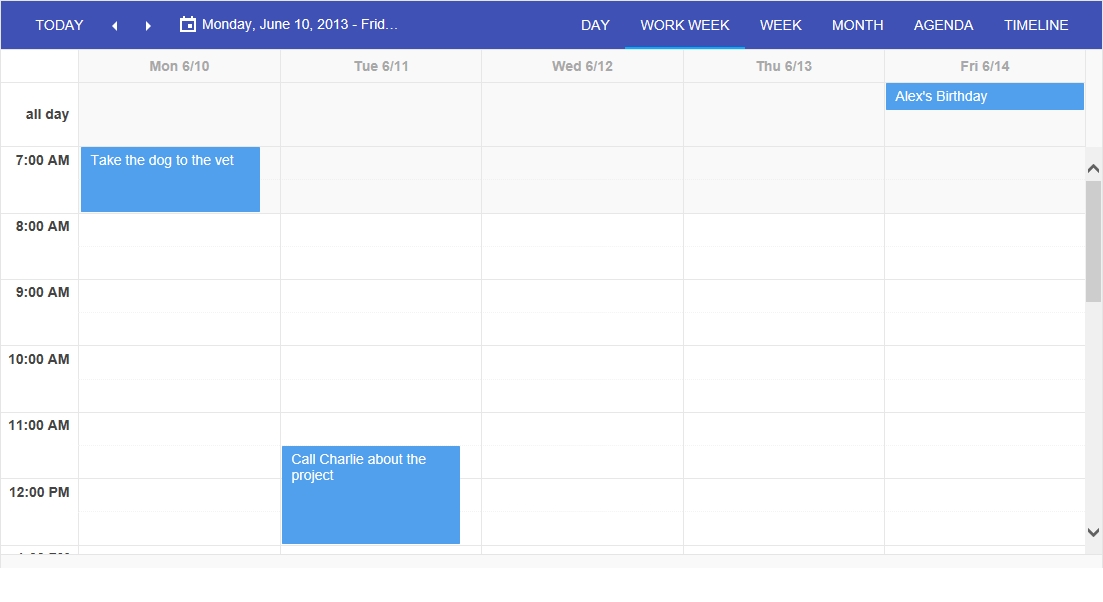 TODAY
Monday, June 10, 2013 - Frid...
DAY
WORK WEEK
WEEK
MONTH
AGENDA
TIMELINE
Mon 6/10
Tue 6/11
Wed 6/12
Thu 6/13
Fri 6/14
all day
Alex's Birthday
7:00 AM
Take the dog to the vet
8:00 AM
9:00 AM
10:00 AM
11:00 AM
Call Charlie about the
project
12:00 PM